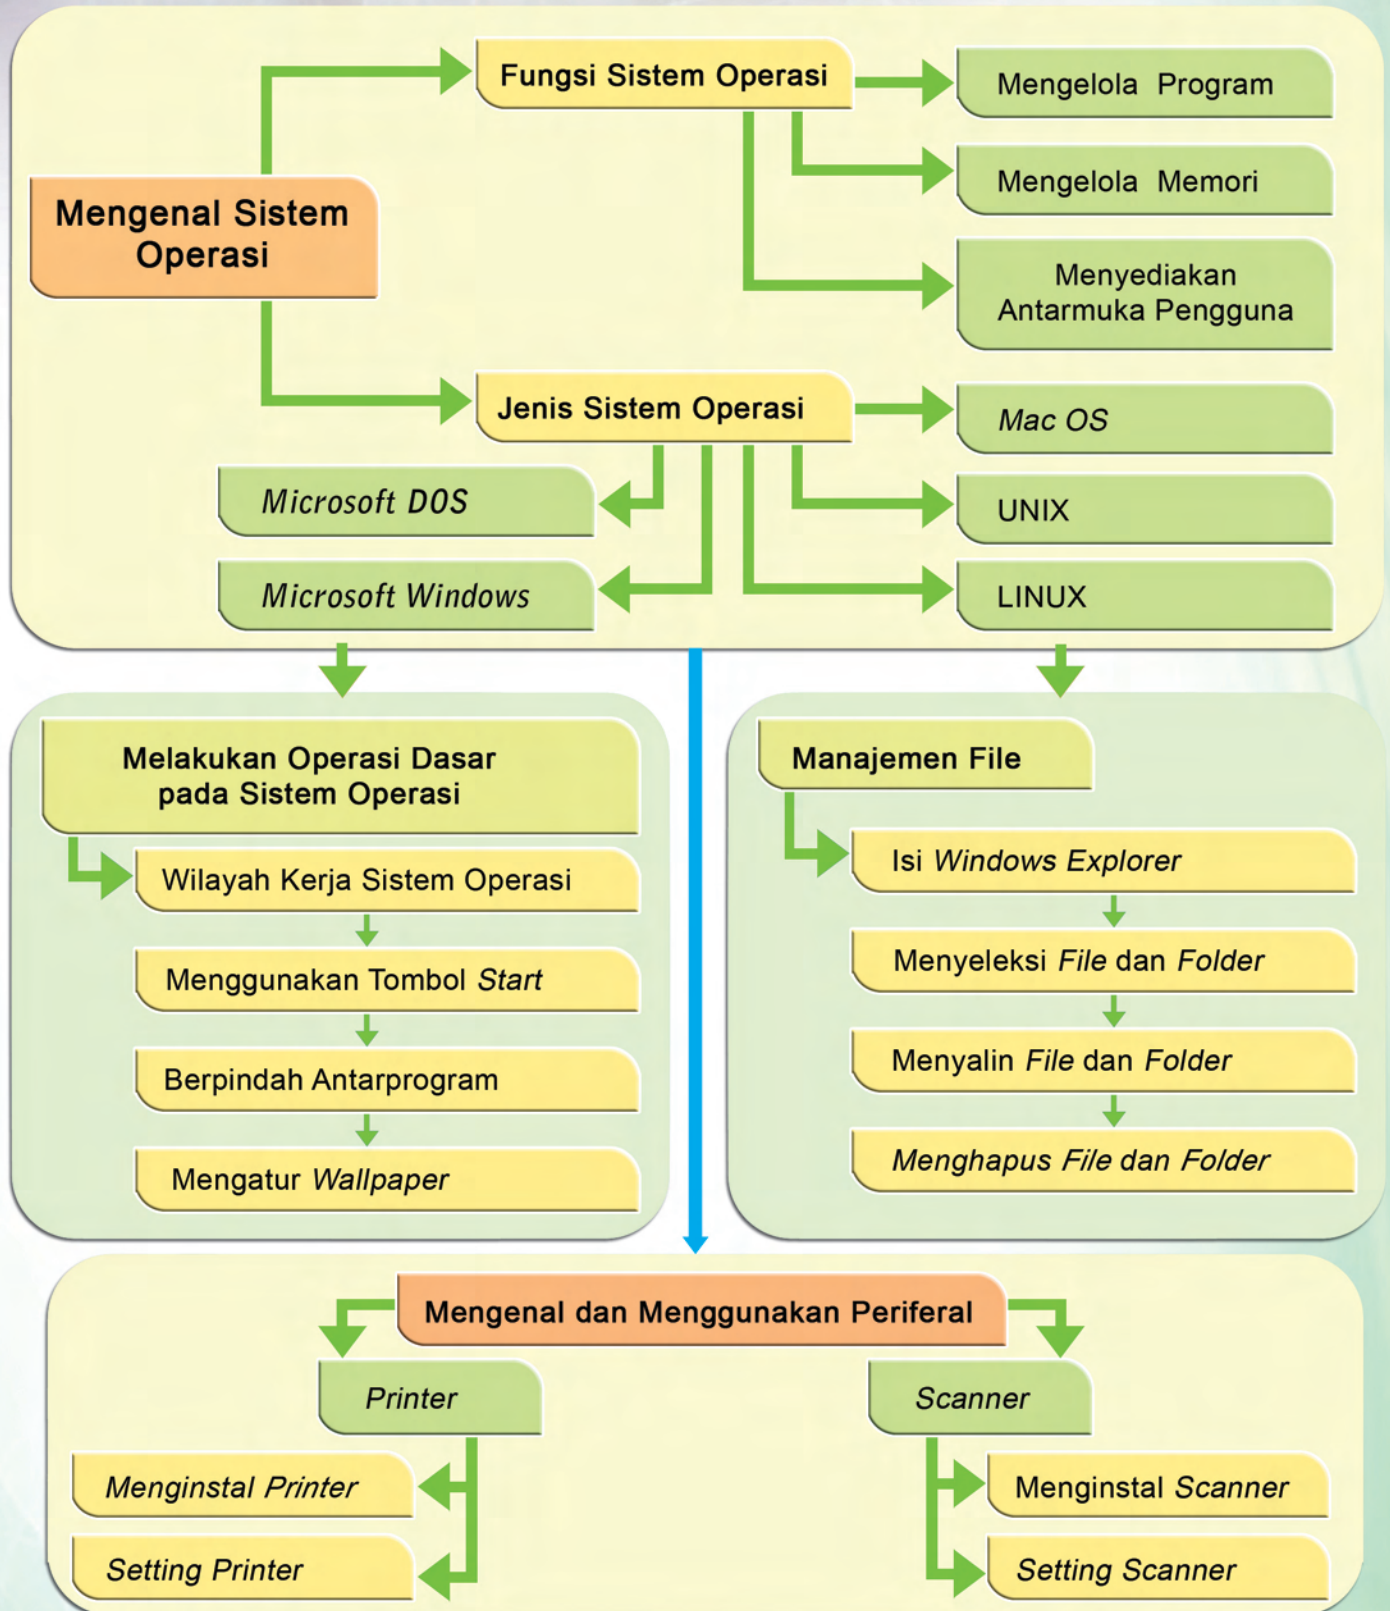 Fungsi Sistem Operasi
Mengelola Program
Mengelola Memori
Menyediakan
Antarmuka Pengguna
Mengenal Sistem
Operasi
Jenis Sistem Operasi
Mac OS
UNIX
LINUX
Microsoft DOS
Microsoft Windows
Melakukan Operasi Dasar
pada Sistem Operasi
Wilayah Kerja Sistem Operasi
Menggunakan Tombol Start
Berpindah Antarprogram
Mengatur Wallpaper
Manajemen File
Isi Windows Explorer
Menyeleksi File dan Folder
Menyalin File dan Folder
Menghapus File dan Folder
Mengenal dan Menggunakan Periferal
Printer
Menginstal Printer
Setting Printer
Scanner
Menginstal Scanner
Setting Scanner